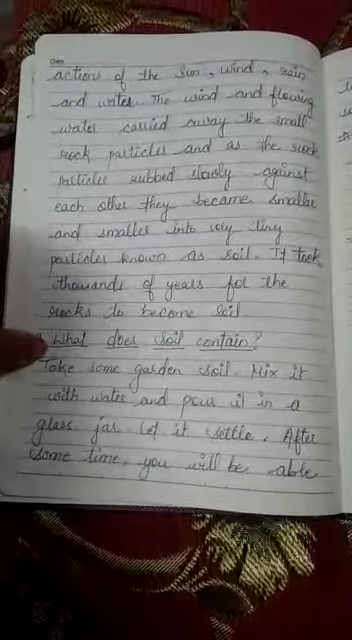 Date
actions of the sun, wind, rain
and water. The wind and flowing
water carried away the small
rock particles and as the rock
particles rubbed slowly against
each other they became smaller
and smaller into very tiny
particles known as soil. It took
thousands of years for the
rocks to become soil
What does soil contain?
Take some garden soil. Mix it
with water and pour it in a
glass jar. Let it settle. After
some time, you will be able